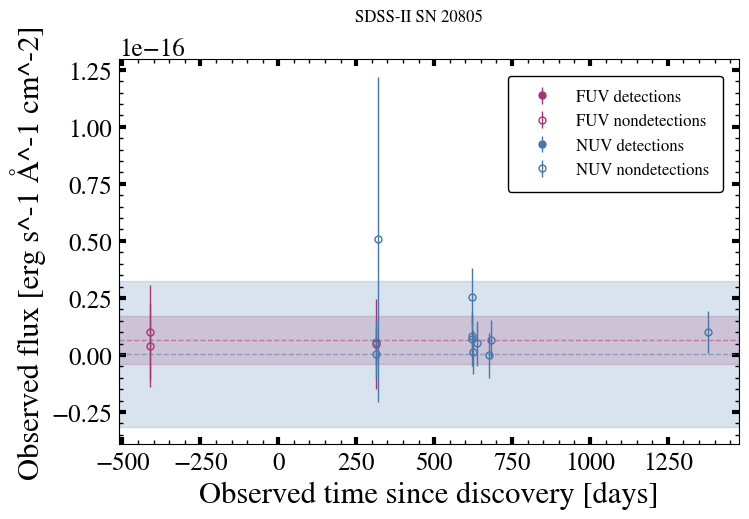 SDSS-II SN 20805
1e−16
1.25
1.00
0.75
0.50
0.25
0.00
−0.25
Observed flux [erg s^-1 Å^-1 cm^-2]
FUV detections
FUV nondetections
NUV detections
NUV nondetections
−500 −250 0 250 500 750 1000 1250
Observed time since discovery [days]